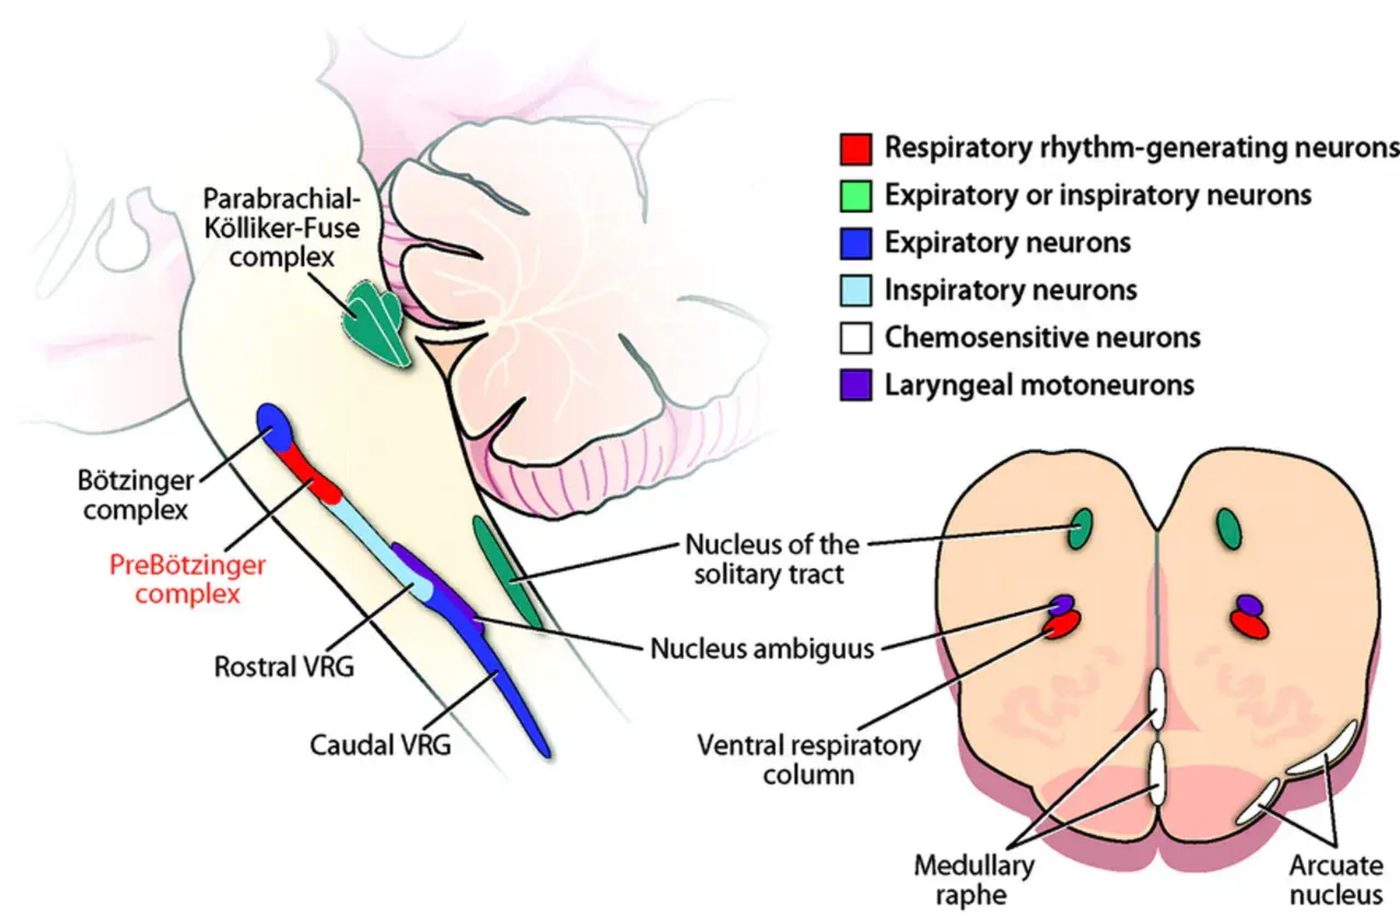 Respiratory rhythm-generating neurons
Expiratory or inspiratory neurons
Expiratory neurons
Inspiratory neurons
Chemosensitive neurons
Laryngeal motoneurons
Parabrachial-
Kölliker-Fuse
complex
Bötzinger
complex
PreBötzinger
complex
Rostral VRG
Caudal VRG
Nucleus of the
solitary tract
Nucleus ambiguus
Ventral respiratory
column
Medullary
raphe
Arcuate
nucleus